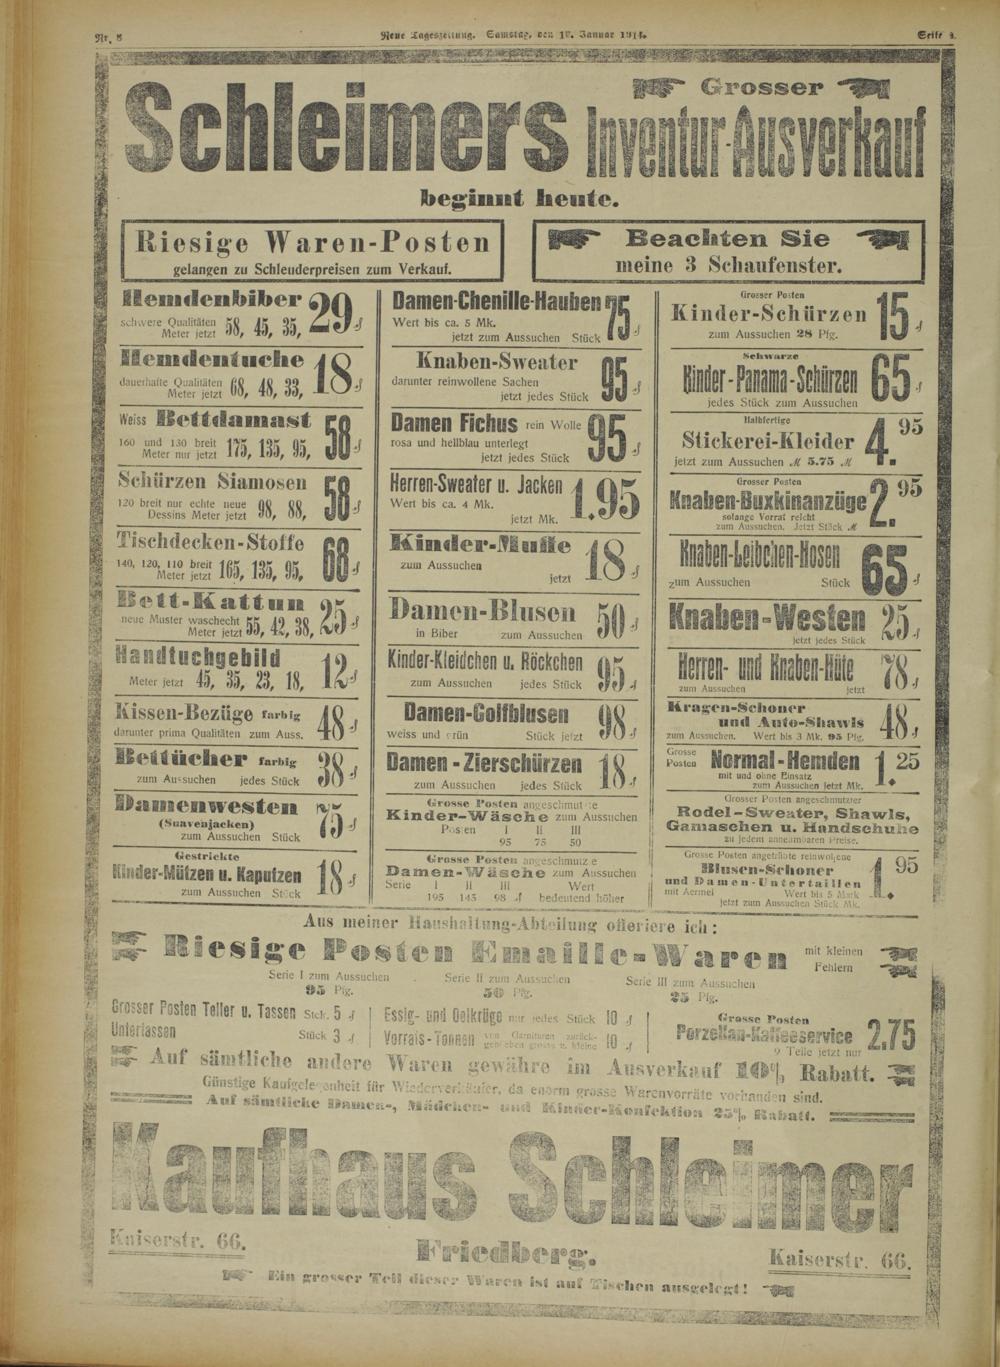 Neue Tageszeitung. Samstag, den Januar 1914.
Schleimers
Grosser
Inventur-Ausverkauf
beginnt heute.
Riesige Waren-Posten
gelangen zu Schleuderpreisen zum Verkauf.
Beachten Sie
meine 3 Schaufenster.
Hemdenbiber 29 ₰
schwere Qualitäten
Meter jetzt 58, 45, 35,
Hemdentuche 18 ₰
dauerhafte Qualitäten
Meter jetzt 68, 48, 33,
Weiss Bettdamast 58 ₰
160 und 130 breit
Meter nur jetzt 175, 135, 95,
Schürzen Siamosen 58 ₰
120 breit nur echte neue
Dessins Meter jetzt 98, 88,
Tischdecken-Stoffe 68 ₰
140, 120, 110 breit
Meter jetzt 165, 135, 95,
Bett-Kattun 25 ₰
neue Muster waschecht
Meter jetzt 55, 42, 38,
Handtuchgebild 12 ₰
Meter jetzt 45, 35, 23, 18,
Kissen-Bezüge farbig 48 ₰
darunter prima Qualitäten zum Auss.
Bettücher farbig 38 ₰
zum Aussuchen jedes Stück
Damenwesten 75 ₰
(Suavenjacken)
zum Aussuchen Stück
Gestrickte
Kinder-Mützen u. Kaputzen 18 ₰
zum Aussuchen Stück
Damen-Chenille-Hauben 75 ₰
Wert bis ca. 5 Mk.
jetzt zum Aussuchen Stück
Knaben-Sweater 95 ₰
darunter reinwollene Sachen
jetzt jedes Stück
Damen Fichus rein Wolle 95 ₰
rosa und hellblau unterlegt
jetzt jedes Stück
Herren-Sweater u. Jacken 1.95
Wert bis ca. 4 Mk.
jetzt Mk.
Kinder-Muffe 18 ₰
zum Aussuchen
jetzt
Damen-Blusen 50 ₰
in Biber zum Aussuchen
Kinder-Kleidchen u. Röckchen 95 ₰
zum Aussuchen jedes Stück
Damen-Golfblusen 98 ₰
weiss und grün Stück jetzt
Damen-Zierschürzen 18 ₰
zum Aussuchen jedes Stück
Grosse Posten angeschmutzte
Kinder-Wäsche zum Aussuchen
Posten I II III
95 75 50
Grosse Posten angeschmutzte
Damen-Wäsche zum Aussuchen
Serie I II III Wert
195 145 98 ₰ bedeutend höher
Grosser Posten
Kinder-Schürzen 15 ₰
zum Aussuchen 28 Pfg.
Schwarze
Kinder-Panama-Schürzen 65 ₰
jedes Stück zum Aussuchen
Halbfertige
Stickerei-Kleider 4.95
jetzt zum Aussuchen ℳ 5.75 ℳ
Grosser Posten
Knaben-Buxkinanzüge 2.95
solange Vorrat reicht
zum Aussuchen. Jetzt Stück ℳ
Knaben-Leibchen-Hosen 65 ₰
zum Aussuchen Stück
Knaben-Westen 25 ₰
jetzt jedes Stück
Herren- und Knaben-Hüte 78 ₰
zum Aussuchen jetzt
Kragen-Schoner
und Auto-Shawls 48 ₰
zum Aussuchen. Wert bis 3 Mk. 95 Pfg.
Grosse Posten Normal-Hemden 1.25
mit und ohne Einsatz
zum Aussuchen jetzt Mk.
Grosser Posten angeschmutzter
Rodel-Sweater, Shawls,
Gamaschen u. Handschuhe
zu jedem annehmbaren Preise.
Grosse Posten angetrübte reinwollene
Blusen-Schoner 1.95
und Damen-Untertaillen
mit Aermel Wert bis 5 Mark
jetzt zum Aussuchen Stück Mk.
Aus meiner Haushaltung-Abteilung offeriere ich:
Riesige Posten Emaille-Waren mit kleinen Fehlern
Serie I zum Aussuchen Serie II zum Aussuchen Serie III zum Aussuchen
95 Pfg. 50 Pfg. 25 Pfg.
Grosser Posten Teller u. Tassen Stck. 5 ₰
Untertassen Stück 3 ₰
Essig- und Oelkrüge nur jedes Stück 10 ₰
Vorrats-Tonnen von Garnituren zurückgeblieben grosse u. kleine 10 ₰
Grosse Posten
Porzellan-Kaffeeservice 2.75
9 Teile jetzt nur
Auf sämtliche andere Waren gewähre im Ausverkauf 10% Rabatt.
Günstige Kaufgelegenheit für Wiederverkäufer, da enorm grosse Warenvorräte vorhanden sind.
Auf sämtliche Damen-, Mädchen- und Kinder-Konfektion 25% Rabatt.
Kaufhaus Schleimer
Kaiserstr. 66. Friedberg. Kaiserstr. 66.
Ein grosser Teil dieser Waren ist auf Tischen ausgelegt!